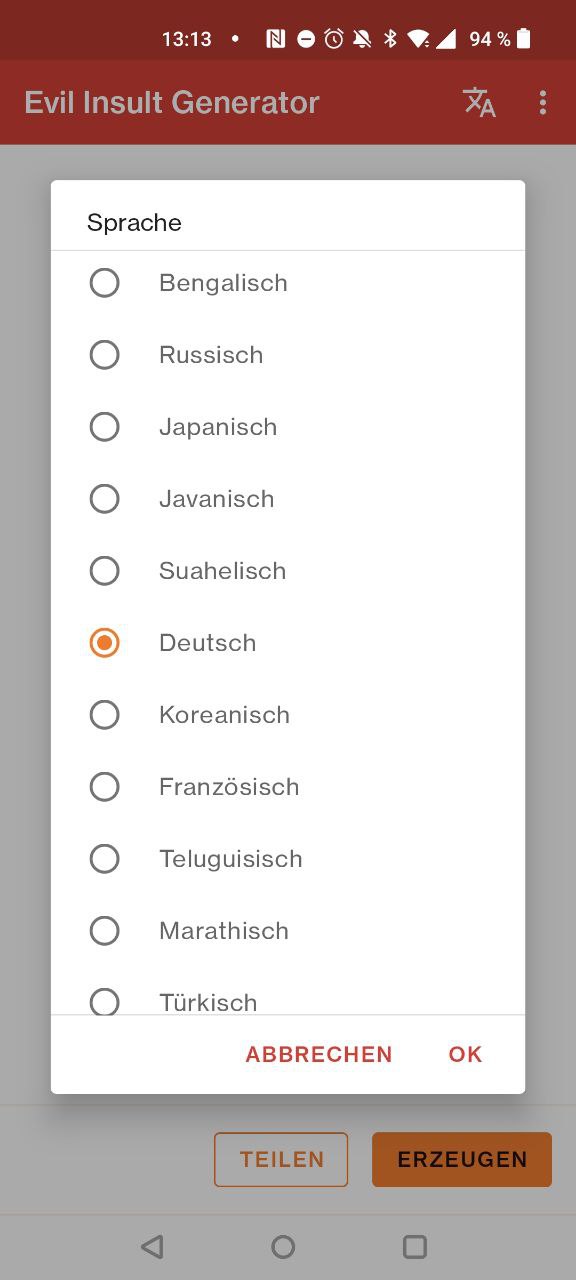 13:13
94 %
Evil Insult Generator
Sprache
Bengalisch
Russisch
Japanisch
Javanisch
Suahelisch
Deutsch
Koreanisch
Französisch
Teluguisisch
Marathisch
Türkisch
ABBRECHEN OK
TEILEN ERZEUGEN